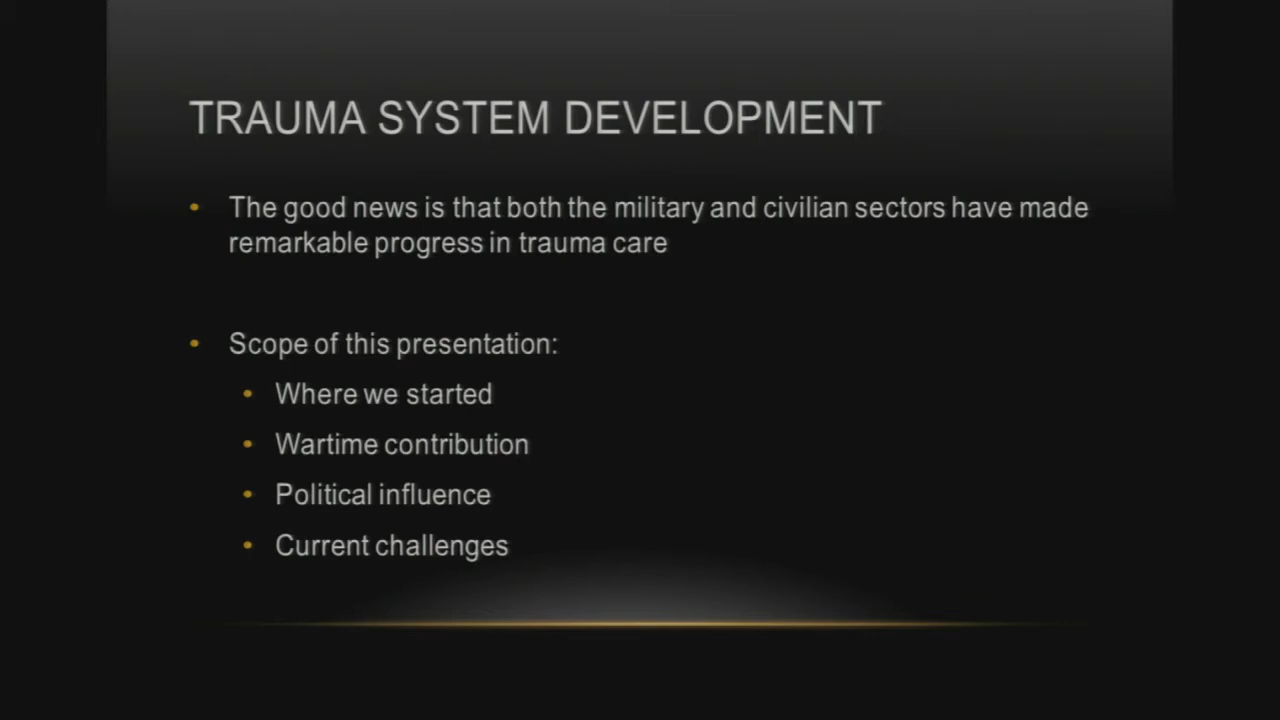 TRAUMA SYSTEM DEVELOPMENT
• The good news is that both the military and civilian sectors have made
remarkable progress in trauma care
• Scope of this presentation:
• Where we started
• Wartime contribution
• Political influence
• Current challenges